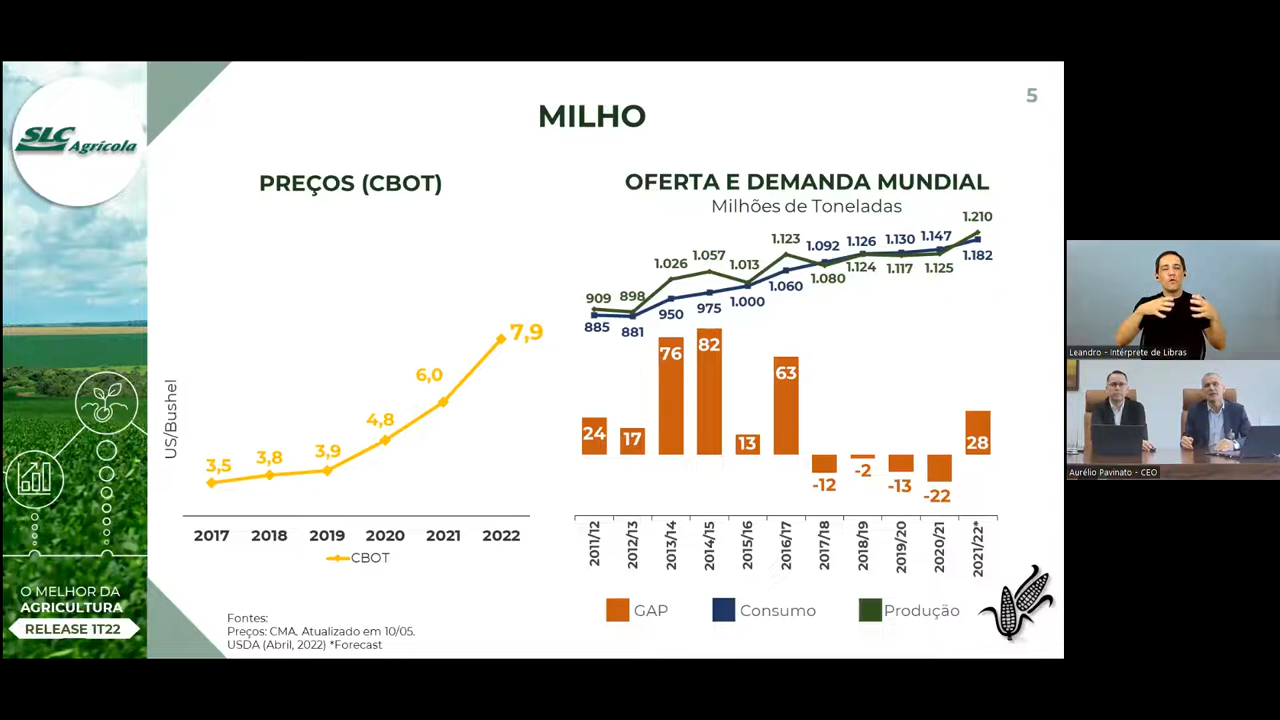 5
MILHO
SLC
Agrícola
PREÇOS (CBOT)
US/Bushel
3,5
3,8
3,9
4,8
6,0
7,9
2017 2018 2019 2020 2021 2022
CBOT
OFERTA E DEMANDA MUNDIAL
Milhões de Toneladas
909 898 1.026 1.057 1.013 1.123 1.092 1.126 1.130 1.147 1.210
885 881 950 975 1.000 1.060 1.080 1.124 1.117 1.125 1.182
24 17 76 82 13 63 -12 -2 -13 -22 28
2011/12 2012/13 2013/14 2014/15 2015/16 2016/17 2017/18 2018/19 2019/20 2020/21 2021/22*
GAP Consumo Produção
O MELHOR DA
AGRICULTURA
RELEASE 1T22
Fontes:
Preços: CMA. Atualizado em 10/05.
USDA (Abril, 2022) *Forecast
Leandro - Intérprete de Libras
Aurélio Pavinato - CEO